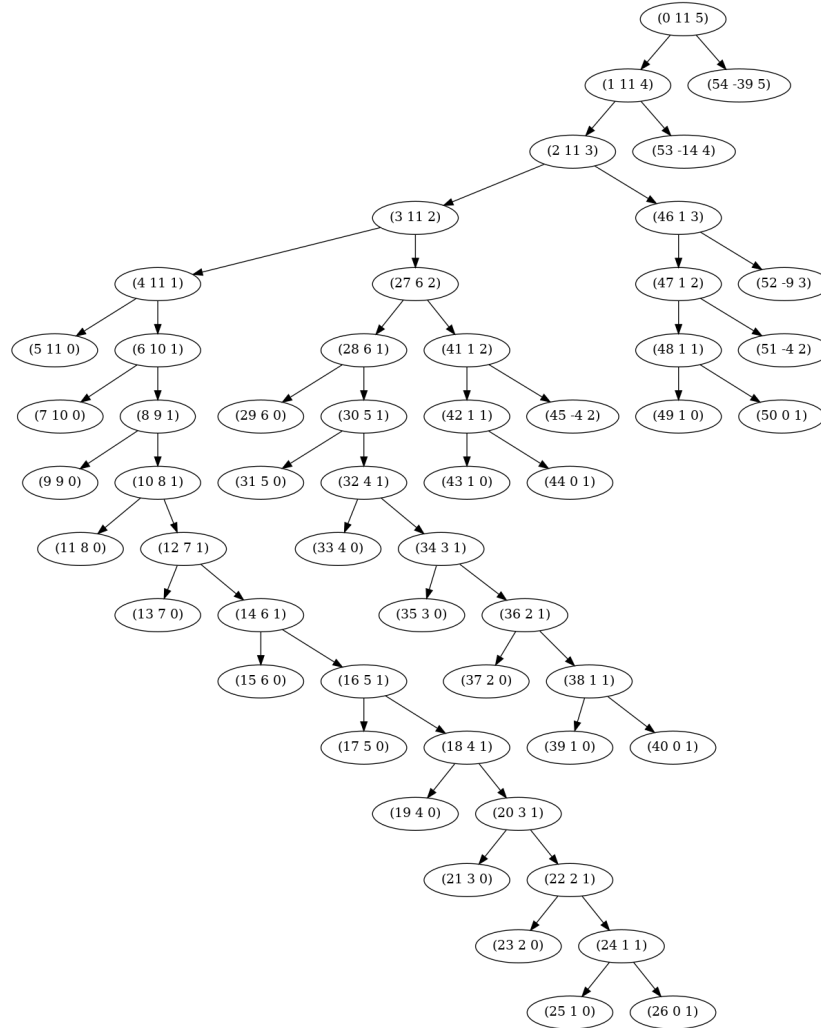 (0 11 5)
(1 11 4) (54 -39 5)
(2 11 3) (53 -14 4)
(3 11 2) (46 1 3)
(4 11 1) (27 6 2) (47 1 2) (52 -9 3)
(5 11 0) (6 10 1) (28 6 1) (41 1 2) (48 1 1) (51 -4 2)
(7 10 0) (8 9 1) (29 6 0) (30 5 1) (42 1 1) (45 -4 2) (49 1 0) (50 0 1)
(9 9 0) (10 8 1) (31 5 0) (32 4 1) (43 1 0) (44 0 1)
(11 8 0) (12 7 1) (33 4 0) (34 3 1)
(13 7 0) (14 6 1) (35 3 0) (36 2 1)
(15 6 0) (16 5 1) (37 2 0) (38 1 1)
(17 5 0) (18 4 1) (39 1 0) (40 0 1)
(19 4 0) (20 3 1)
(21 3 0) (22 2 1)
(23 2 0) (24 1 1)
(25 1 0) (26 0 1)